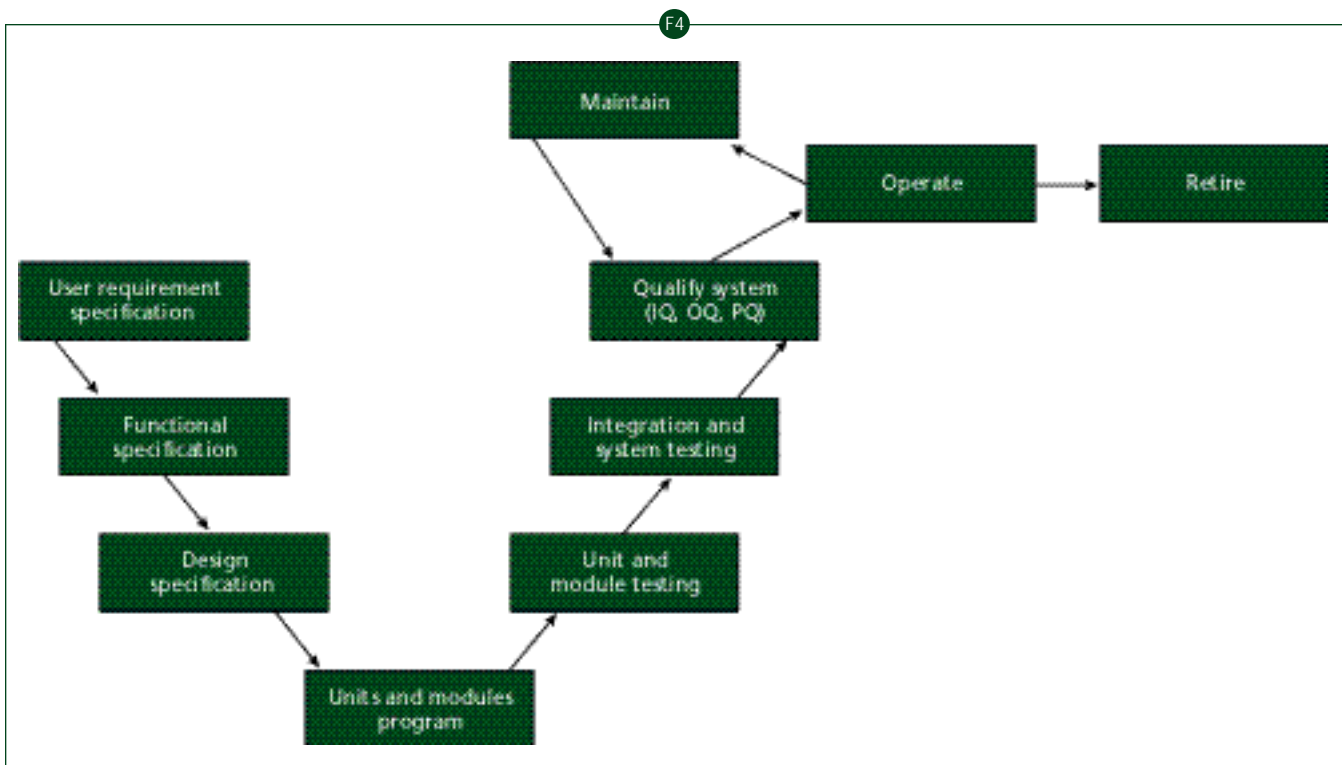 F4
Maintain
Operate
Retire
User requirement
specification
Qualify system
(IQ, OQ, PQ)
Functional
specification
Integration and
system testing
Design
specification
Unit and
module testing
Units and modules
program